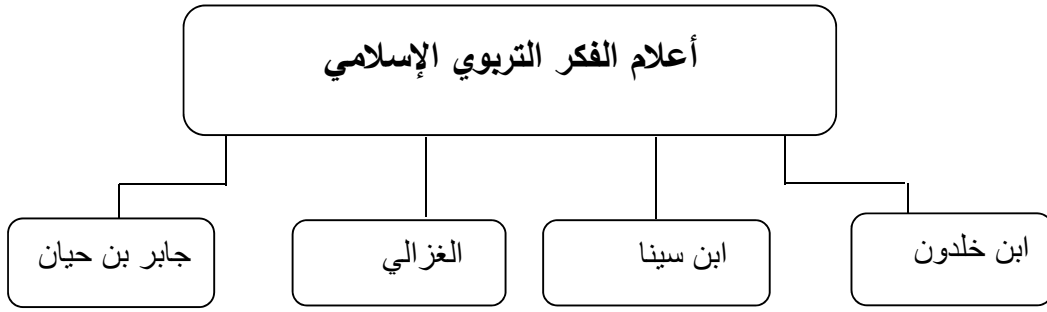 أعلام الفكر التربوي الإسلامي
ابن خلدون
ابن سينا
الغزالي
جابر بن حيان